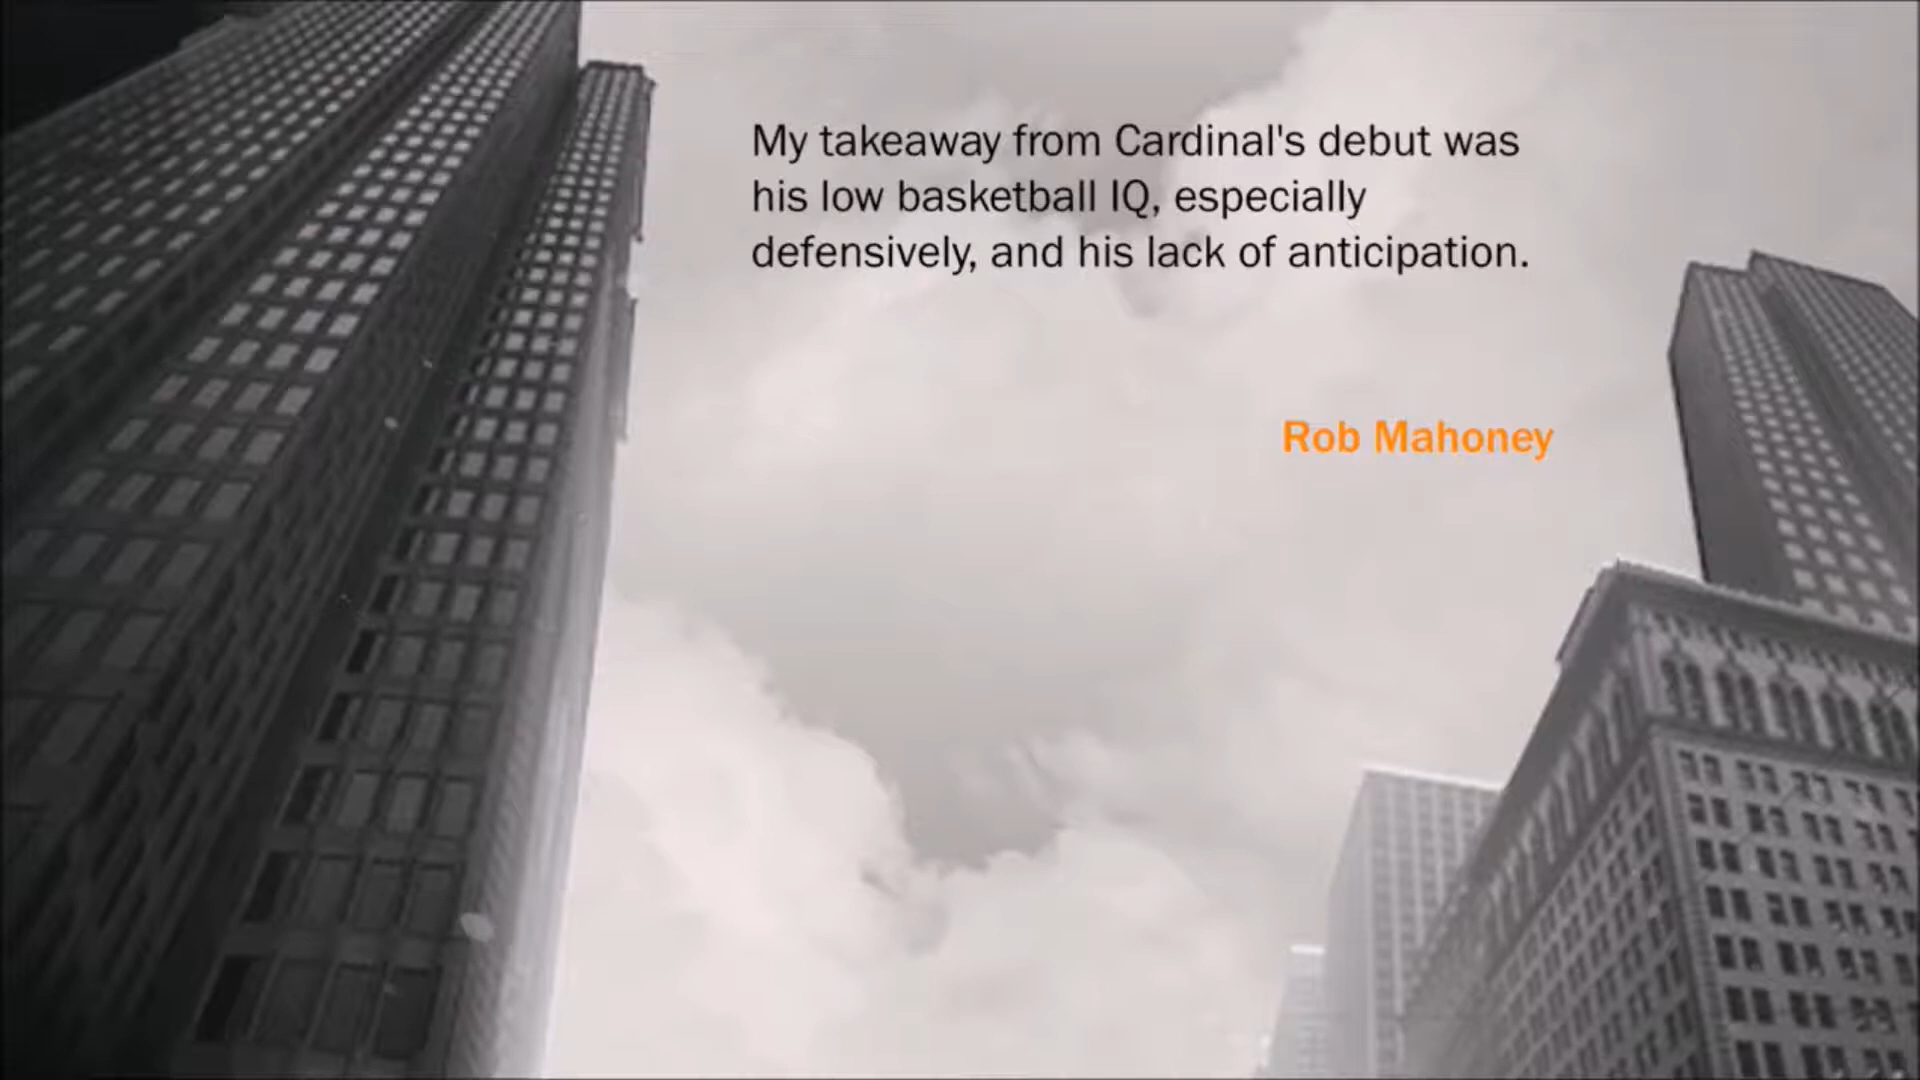 My takeaway from Cardinal's debut was
his low basketball IQ, especially
defensively, and his lack of anticipation.
Rob Mahoney